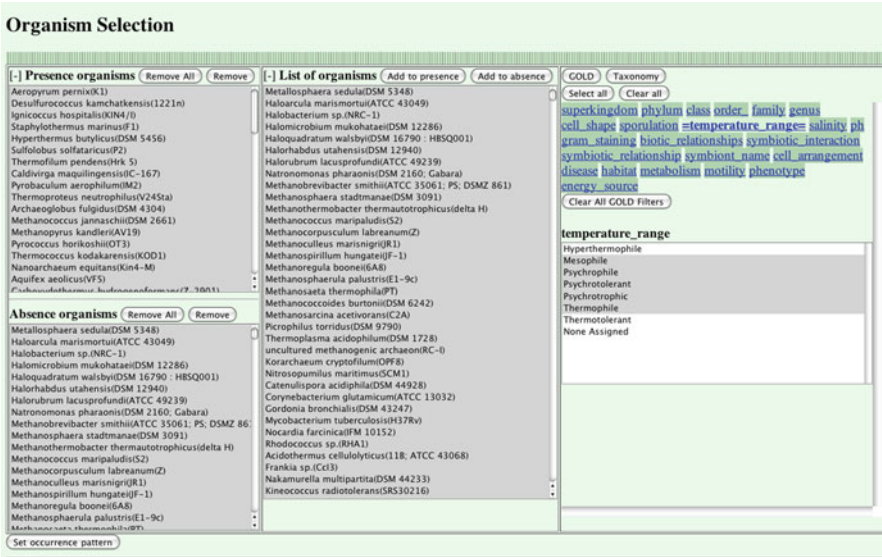 Organism Selection
[-] Presence organisms Remove All Remove
Aeropyrum pernix(K1)
Desulfurococcus kamchatkensis(1221n)
Ignicoccus hospitalis(KIN4/I)
Staphylothermus marinus(F1)
Hyperthermus butylicus(DSM 5456)
Sulfolobus solfataricus(P2)
Thermofilum pendens(Hrk 5)
Caldivirga maquilingensis(IC-167)
Pyrobaculum aerophilum(IM2)
Thermoproteus neutrophilus(V24Sta)
Archaeoglobus fulgidus(DSM 4304)
Methanococcus jannaschii(DSM 2661)
Methanopyrus kandleri(AV19)
Pyrococcus horikoshii(OT3)
Thermococcus kodakarensis(KOD1)
Nanoarchaeum equitans(Kin4-M)
Aquifex aeolicus(VF5)
Carboxydothermus hydrogenoformans(Z-2901)
Absence organisms Remove All Remove
Metallosphaera sedula(DSM 5348)
Haloarcula marismortui(ATCC 43049)
Halobacterium sp.(NRC-1)
Halomicrobium mukohataei(DSM 12286)
Haloquadratum walsbyi(DSM 16790 : HBSQ001)
Halorhabdus utahensis(DSM 12940)
Halorubrum lacusprofundi(ATCC 49239)
Natronomonas pharaonis(DSM 2160; Gabara)
Methanobrevibacter smithii(ATCC 35061; PS; DSMZ 86
Methanosphaera stadtmanae(DSM 3091)
Methanothermobacter thermautotrophicus(delta H)
Methanococcus maripaludis(S2)
Methanocorpusculum labreanum(Z)
Methanoculleus marisnigri(JR1)
Methanospirillum hungatei(JF-1)
Methanoregula boonei(6A8)
Methanosphaerula palustris(E1-9c)
Methanosaeta thermophila(PT)
Set occurrence pattern
[-] List of organisms Add to presence Add to absence
Metallosphaera sedula(DSM 5348)
Haloarcula marismortui(ATCC 43049)
Halobacterium sp.(NRC-1)
Halomicrobium mukohataei(DSM 12286)
Haloquadratum walsbyi(DSM 16790 : HBSQ001)
Halorhabdus utahensis(DSM 12940)
Halorubrum lacusprofundi(ATCC 49239)
Natronomonas pharaonis(DSM 2160; Gabara)
Methanobrevibacter smithii(ATCC 35061; PS; DSMZ 861)
Methanosphaera stadtmanae(DSM 3091)
Methanothermobacter thermautotrophicus(delta H)
Methanococcus maripaludis(S2)
Methanocorpusculum labreanum(Z)
Methanoculleus marisnigri(JR1)
Methanospirillum hungatei(JF-1)
Methanoregula boonei(6A8)
Methanosphaerula palustris(E1-9c)
Methanosaeta thermophila(PT)
Methanococcoides burtonii(DSM 6242)
Methanosarcina acetivorans(C2A)
Picrophilus torridus(DSM 9790)
Thermoplasma acidophilum(DSM 1728)
uncultured methanogenic archaeon(RC-I)
Korarchaeum cryptofilum(OPF8)
Nitrosopumilus maritimus(SCM1)
Catenulispora acidiphila(DSM 44928)
Corynebacterium glutamicum(ATCC 13032)
Gordonia bronchialis(DSM 43247)
Mycobacterium tuberculosis(H37Rv)
Nocardia farcinica(IFM 10152)
Rhodococcus sp.(RHA1)
Acidothermus cellulolyticus(11B; ATCC 43068)
Frankia sp.(CcI3)
Nakamurella multipartita(DSM 44233)
Kineococcus radiotolerans(SRS30216)
GOLD Taxonomy
Select all Clear all
superkingdom phylum class order_ family genus
cell_shape sporulation =temperature_range= salinity ph
gram_staining biotic_relationships symbiotic_interaction
symbiotic_relationship symbiont_name cell_arrangement
disease habitat metabolism motility phenotype
energy_source
Clear All GOLD Filters
temperature_range
Hyperthermophile
Mesophile
Psychrophile
Psychrotolerant
Psychrotrophic
Thermophile
Thermotolerant
None Assigned